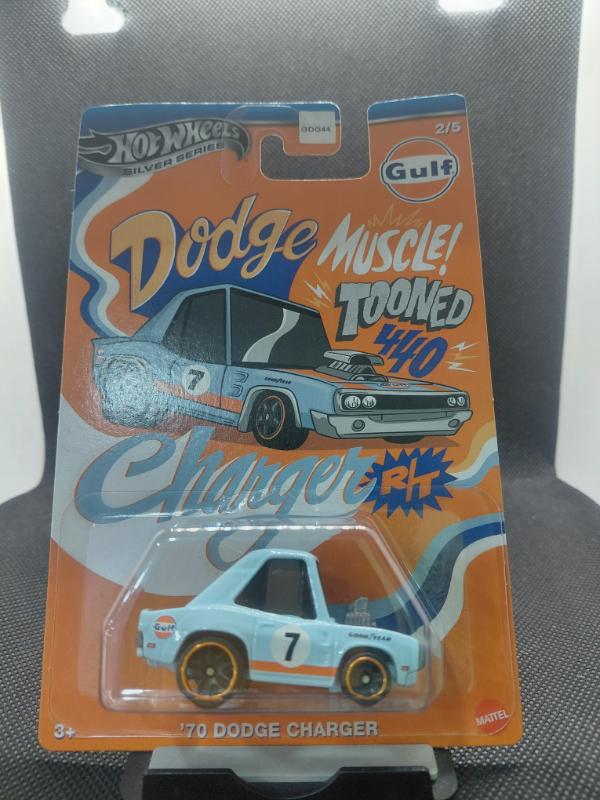 HOT WHEELS
SILVER SERIES
GDG44
2/5
Gulf
Dodge
MUSCLE!
TOONED
440
7
GOODYEAR
Charger
R/T
Gulf
7
GOODYEAR
3+
'70 DODGE CHARGER
MATTEL